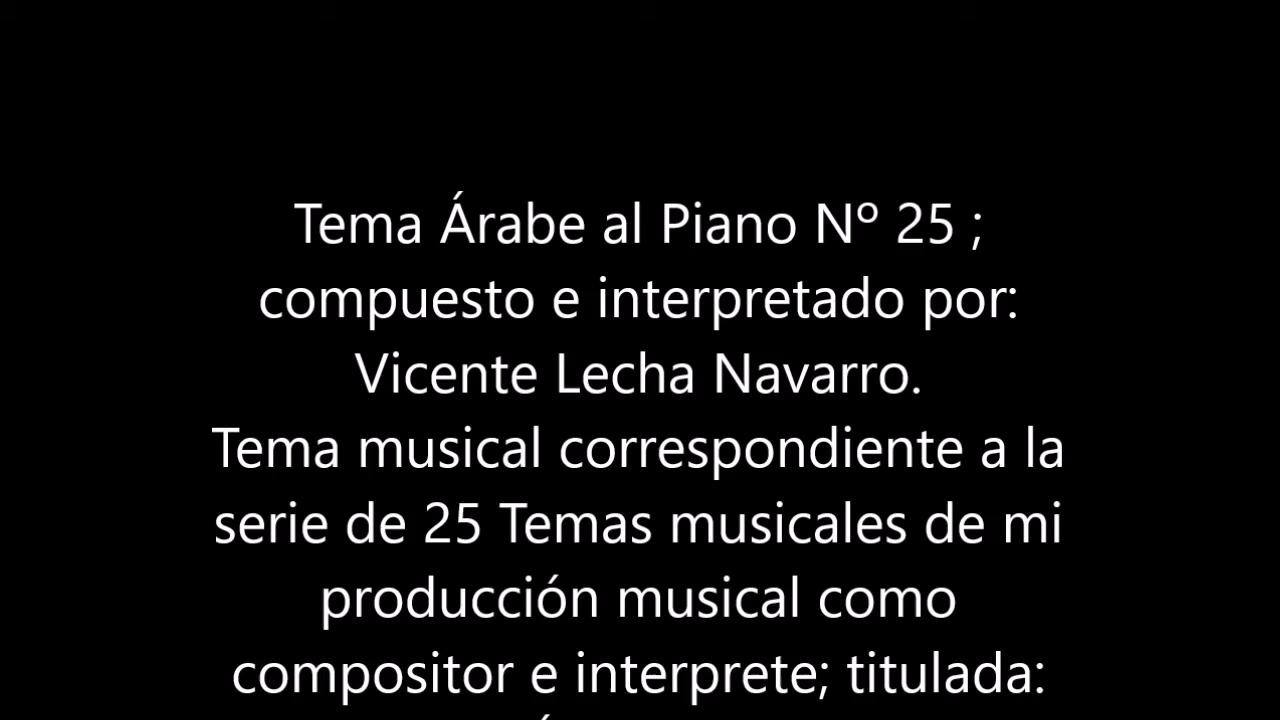 Tema Árabe al Piano Nº 25 ;
compuesto e interpretado por:
Vicente Lecha Navarro.
Tema musical correspondiente a la
serie de 25 Temas musicales de mi
producción musical como
compositor e interprete; titulada: